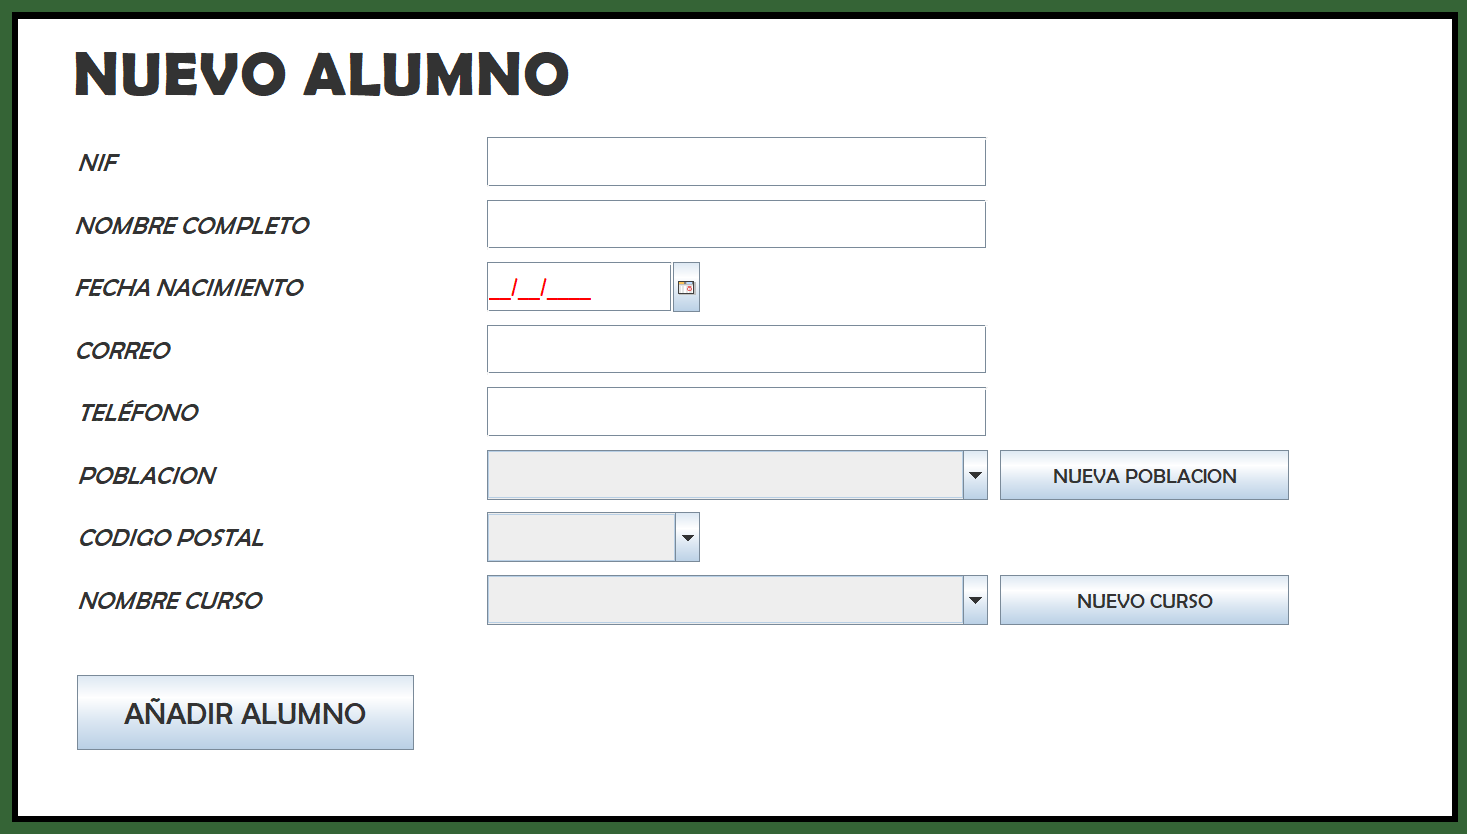 NUEVO ALUMNO
NIF
NOMBRE COMPLETO
FECHA NACIMIENTO __/__/____
CORREO
TELÉFONO
POBLACION NUEVA POBLACION
CODIGO POSTAL
NOMBRE CURSO NUEVO CURSO
AÑADIR ALUMNO